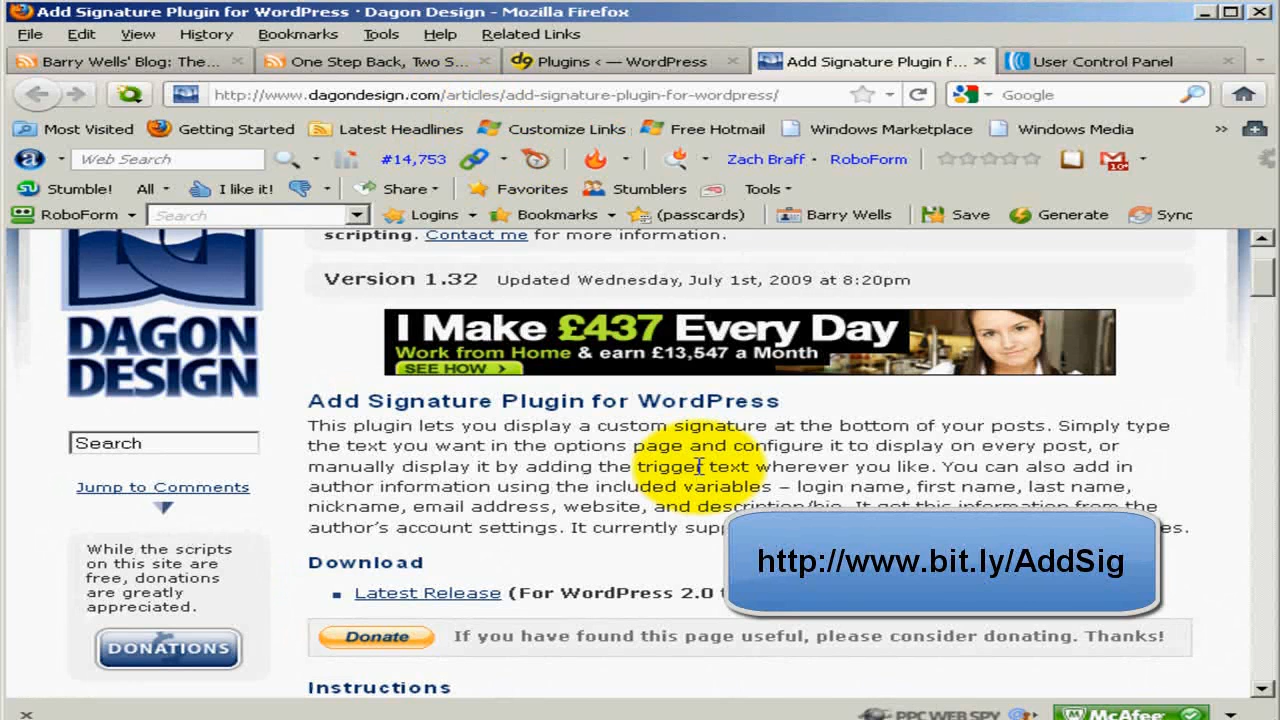 Add Signature Plugin for WordPress · Dagon Design - Mozilla Firefox
File Edit View History Bookmarks Tools Help Related Links
Barry Wells' Blog: The... One Step Back, Two S... Plugins < — WordPress Add Signature Plugin f... User Control Panel
http://www.dagondesign.com/articles/add-signature-plugin-for-wordpress/ Google
Most Visited Getting Started Latest Headlines Customize Links Free Hotmail Windows Marketplace Windows Media »
Web Search #14,753 Zach Braff RoboForm
Stumble! All I like it! Share Favorites Stumblers Tools
RoboForm Search Logins Bookmarks (passcards) Barry Wells Save Generate Sync
scripting. Contact me for more information.
Version 1.32 Updated Wednesday, July 1st, 2009 at 8:20pm
I Make £437 Every Day
Work from Home & earn £13,547 a Month
SEE HOW >
DAGON
DESIGN
Search
Jump to Comments
While the scripts
on this site are
free, donations
are greatly
appreciated.
DONATIONS
Add Signature Plugin for WordPress
This plugin lets you display a custom signature at the bottom of your posts. Simply type
the text you want in the options page and configure it to display on every post, or
manually display it by adding the trigger text wherever you like. You can also add in
author information using the included variables – login name, first name, last name,
nickname, email address, website, and description/bio. It get this information from the
author's account settings. It currently
http://www.bit.ly/AddSig
Download
Latest Release (For WordPress 2.0
Donate If you have found this page useful, please consider donating. Thanks!
Instructions
PPC WEB SPY McAfee